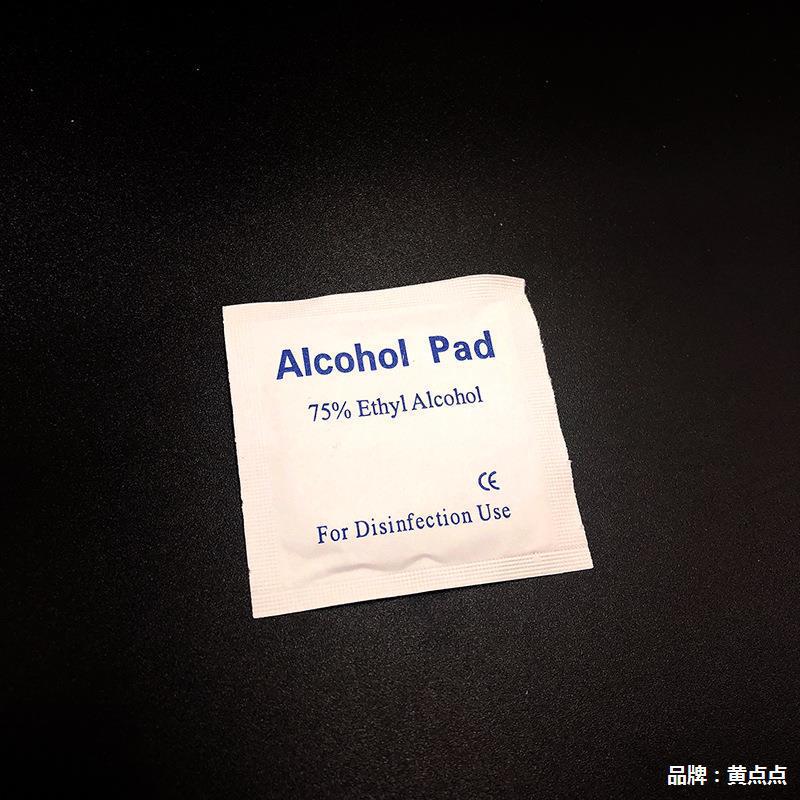 Alcohol Pad
75% Ethyl Alcohol
CE
For Disinfection Use
品牌：黄点点